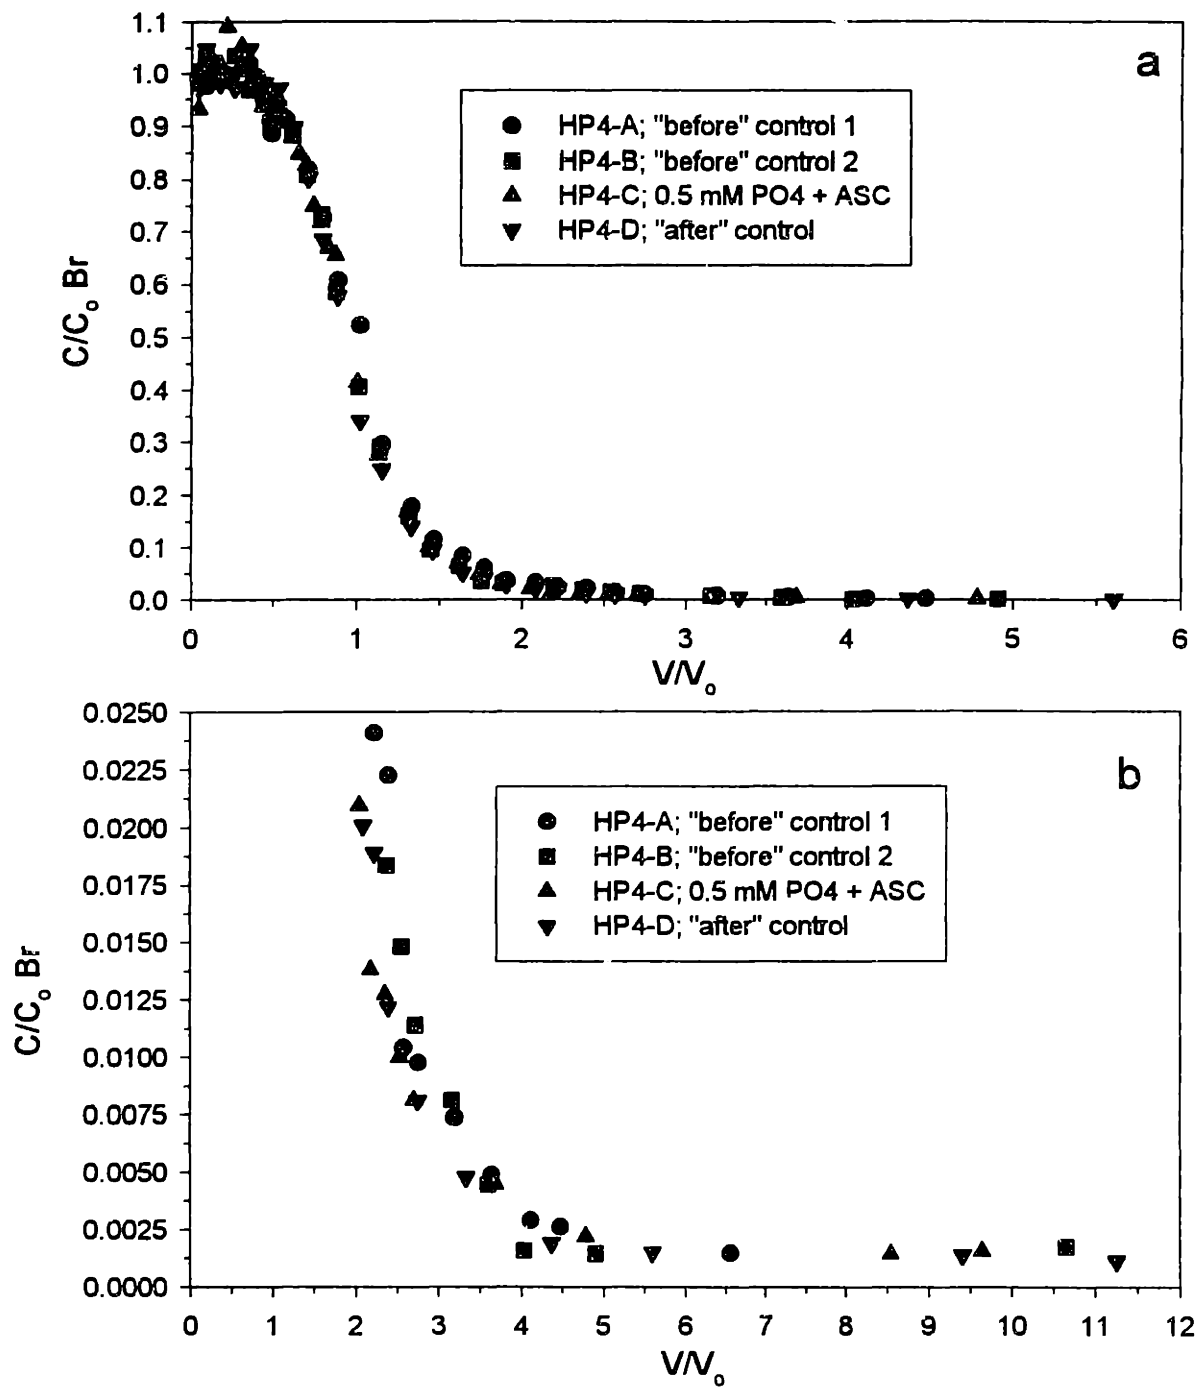 a
1.1
1.0
0.9
0.8
0.7
0.6
0.5
0.4
0.3
0.2
0.1
0.0
C/Co Br
HP4-A; "before" control 1
HP4-B; "before" control 2
HP4-C; 0.5 mM PO4 + ASC
HP4-D; "after" control
0 1 2 3 4 5 6
V/Vo
b
0.0250
0.0225
0.0200
0.0175
0.0150
0.0125
0.0100
0.0075
0.0050
0.0025
0.0000
C/Co Br
HP4-A; "before" control 1
HP4-B; "before" control 2
HP4-C; 0.5 mM PO4 + ASC
HP4-D; "after" control
0 1 2 3 4 5 6 7 8 9 10 11 12
V/Vo